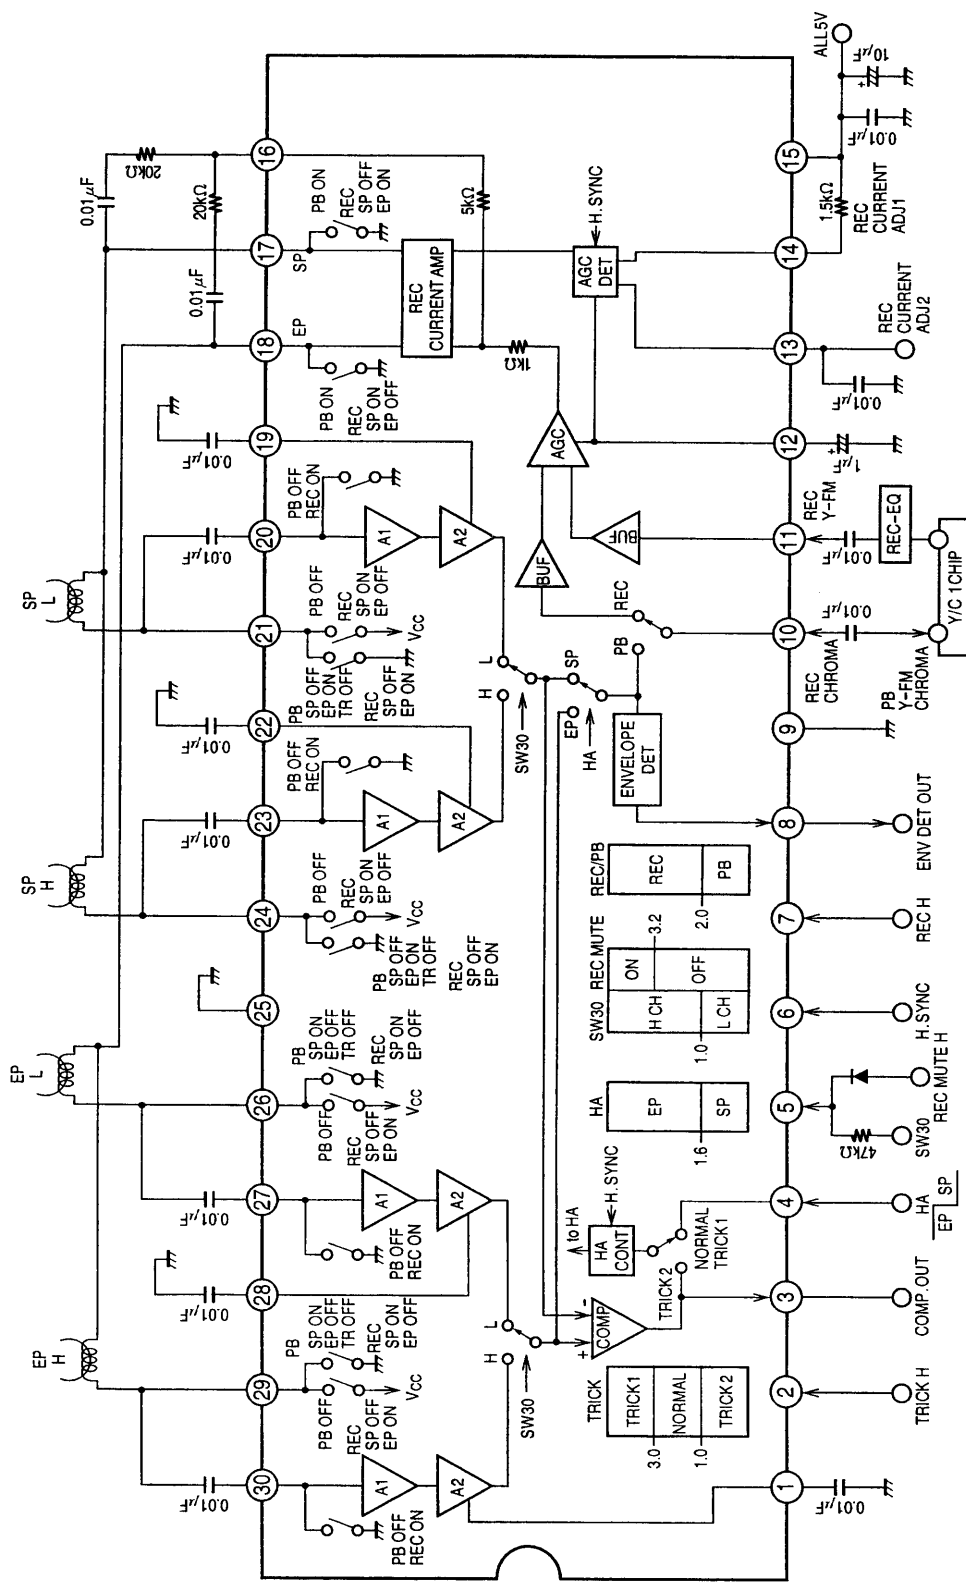 EP
H
EP
L
SP
H
SP
L
0.01μF
20kΩ
0.01μF
20kΩ
0.01μF
0.01μF
0.01μF
0.01μF
0.01μF
0.01μF
0.01μF
0.01μF
30
29
28
27
26
25
24
23
22
21
20
19
18
17
16
PB OFF
REC ON
A1
A2
PB OFF
REC
SP OFF
EP ON
VCC
PB
SP ON
EP OFF
TR OFF
REC
SP ON
EP OFF
PB OFF
REC ON
A1
A2
PB OFF
REC
SP OFF
EP ON
VCC
PB
SP ON
EP OFF
TR OFF
REC
SP ON
EP OFF
PB
SP OFF
EP ON
TR OFF
REC
SP OFF
EP ON
PB OFF
REC
SP ON
EP OFF
VCC
PB OFF
REC ON
A1
A2
PB
SP OFF
EP ON
TR OFF
REC
SP OFF
EP ON
PB OFF
REC
SP ON
EP OFF
VCC
PB OFF
REC ON
A1
A2
EP
PB ON
REC
SP ON
EP OFF
SP
PB ON
REC
SP OFF
EP ON
REC
CURRENT AMP
5kΩ
1kΩ
H
L
SW30
H
L
SW30
EP
SP
HA
PB
REC
BUF
BUF
AGC
AGC
DET
H.SYNC
ENVELOPE
DET
COMP
+
-
to HA
HA
CONT
H.SYNC
TRICK2
NORMAL
TRICK1
TRICK
TRICK1
NORMAL
TRICK2
3.0
1.0
HA
EP
SP
1.6
SW30
H CH
L CH
1.0
REC MUTE
ON
OFF
3.2
REC/PB
REC
PB
2.0
1
2
3
4
5
6
7
8
9
10
11
12
13
14
15
0.01μF
TRICK H
COMP.OUT
HA
EP
SP
47kΩ
SW30
REC MUTE H
H.SYNC
REC H
ENV DET OUT
REC
CHROMA
PB
Y-FM
CHROMA
0.01μF
REC
Y-FM
0.01μF
REC-EQ
Y/C 1CHIP
+
1μF
0.01μF
REC
CURRENT
ADJ2
1.5kΩ
REC
CURRENT
ADJ1
0.01μF
+
10μF
ALL5V